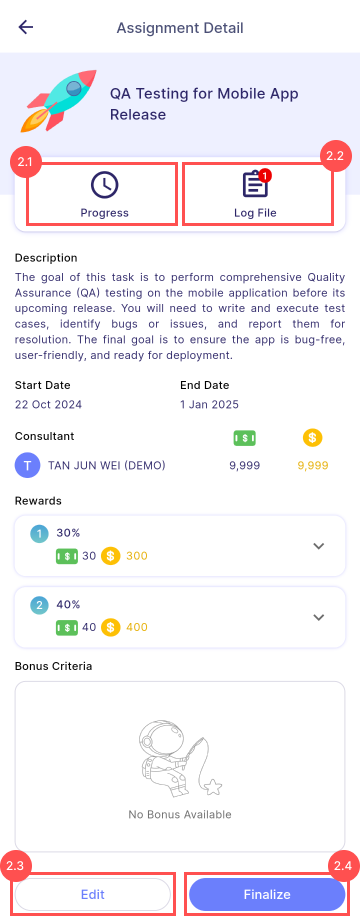 Assignment Detail
QA Testing for Mobile App
Release
2.1
2.2
1
Progress
Log File
Description
The goal of this task is to perform comprehensive Quality
Assurance (QA) testing on the mobile application before its
upcoming release. You will need to write and execute test
cases, identify bugs or issues, and report them for
resolution. The final goal is to ensure the app is bug-free,
user-friendly, and ready for deployment.
Start Date End Date
22 Oct 2024 1 Jan 2025
Consultant $ $
T TAN JUN WEI (DEMO) 9,999 9,999
Rewards
1 30%
$ 30 $ 300
2 40%
$ 40 $ 400
Bonus Criteria
No Bonus Available
2.3
2.4
Edit
Finalize